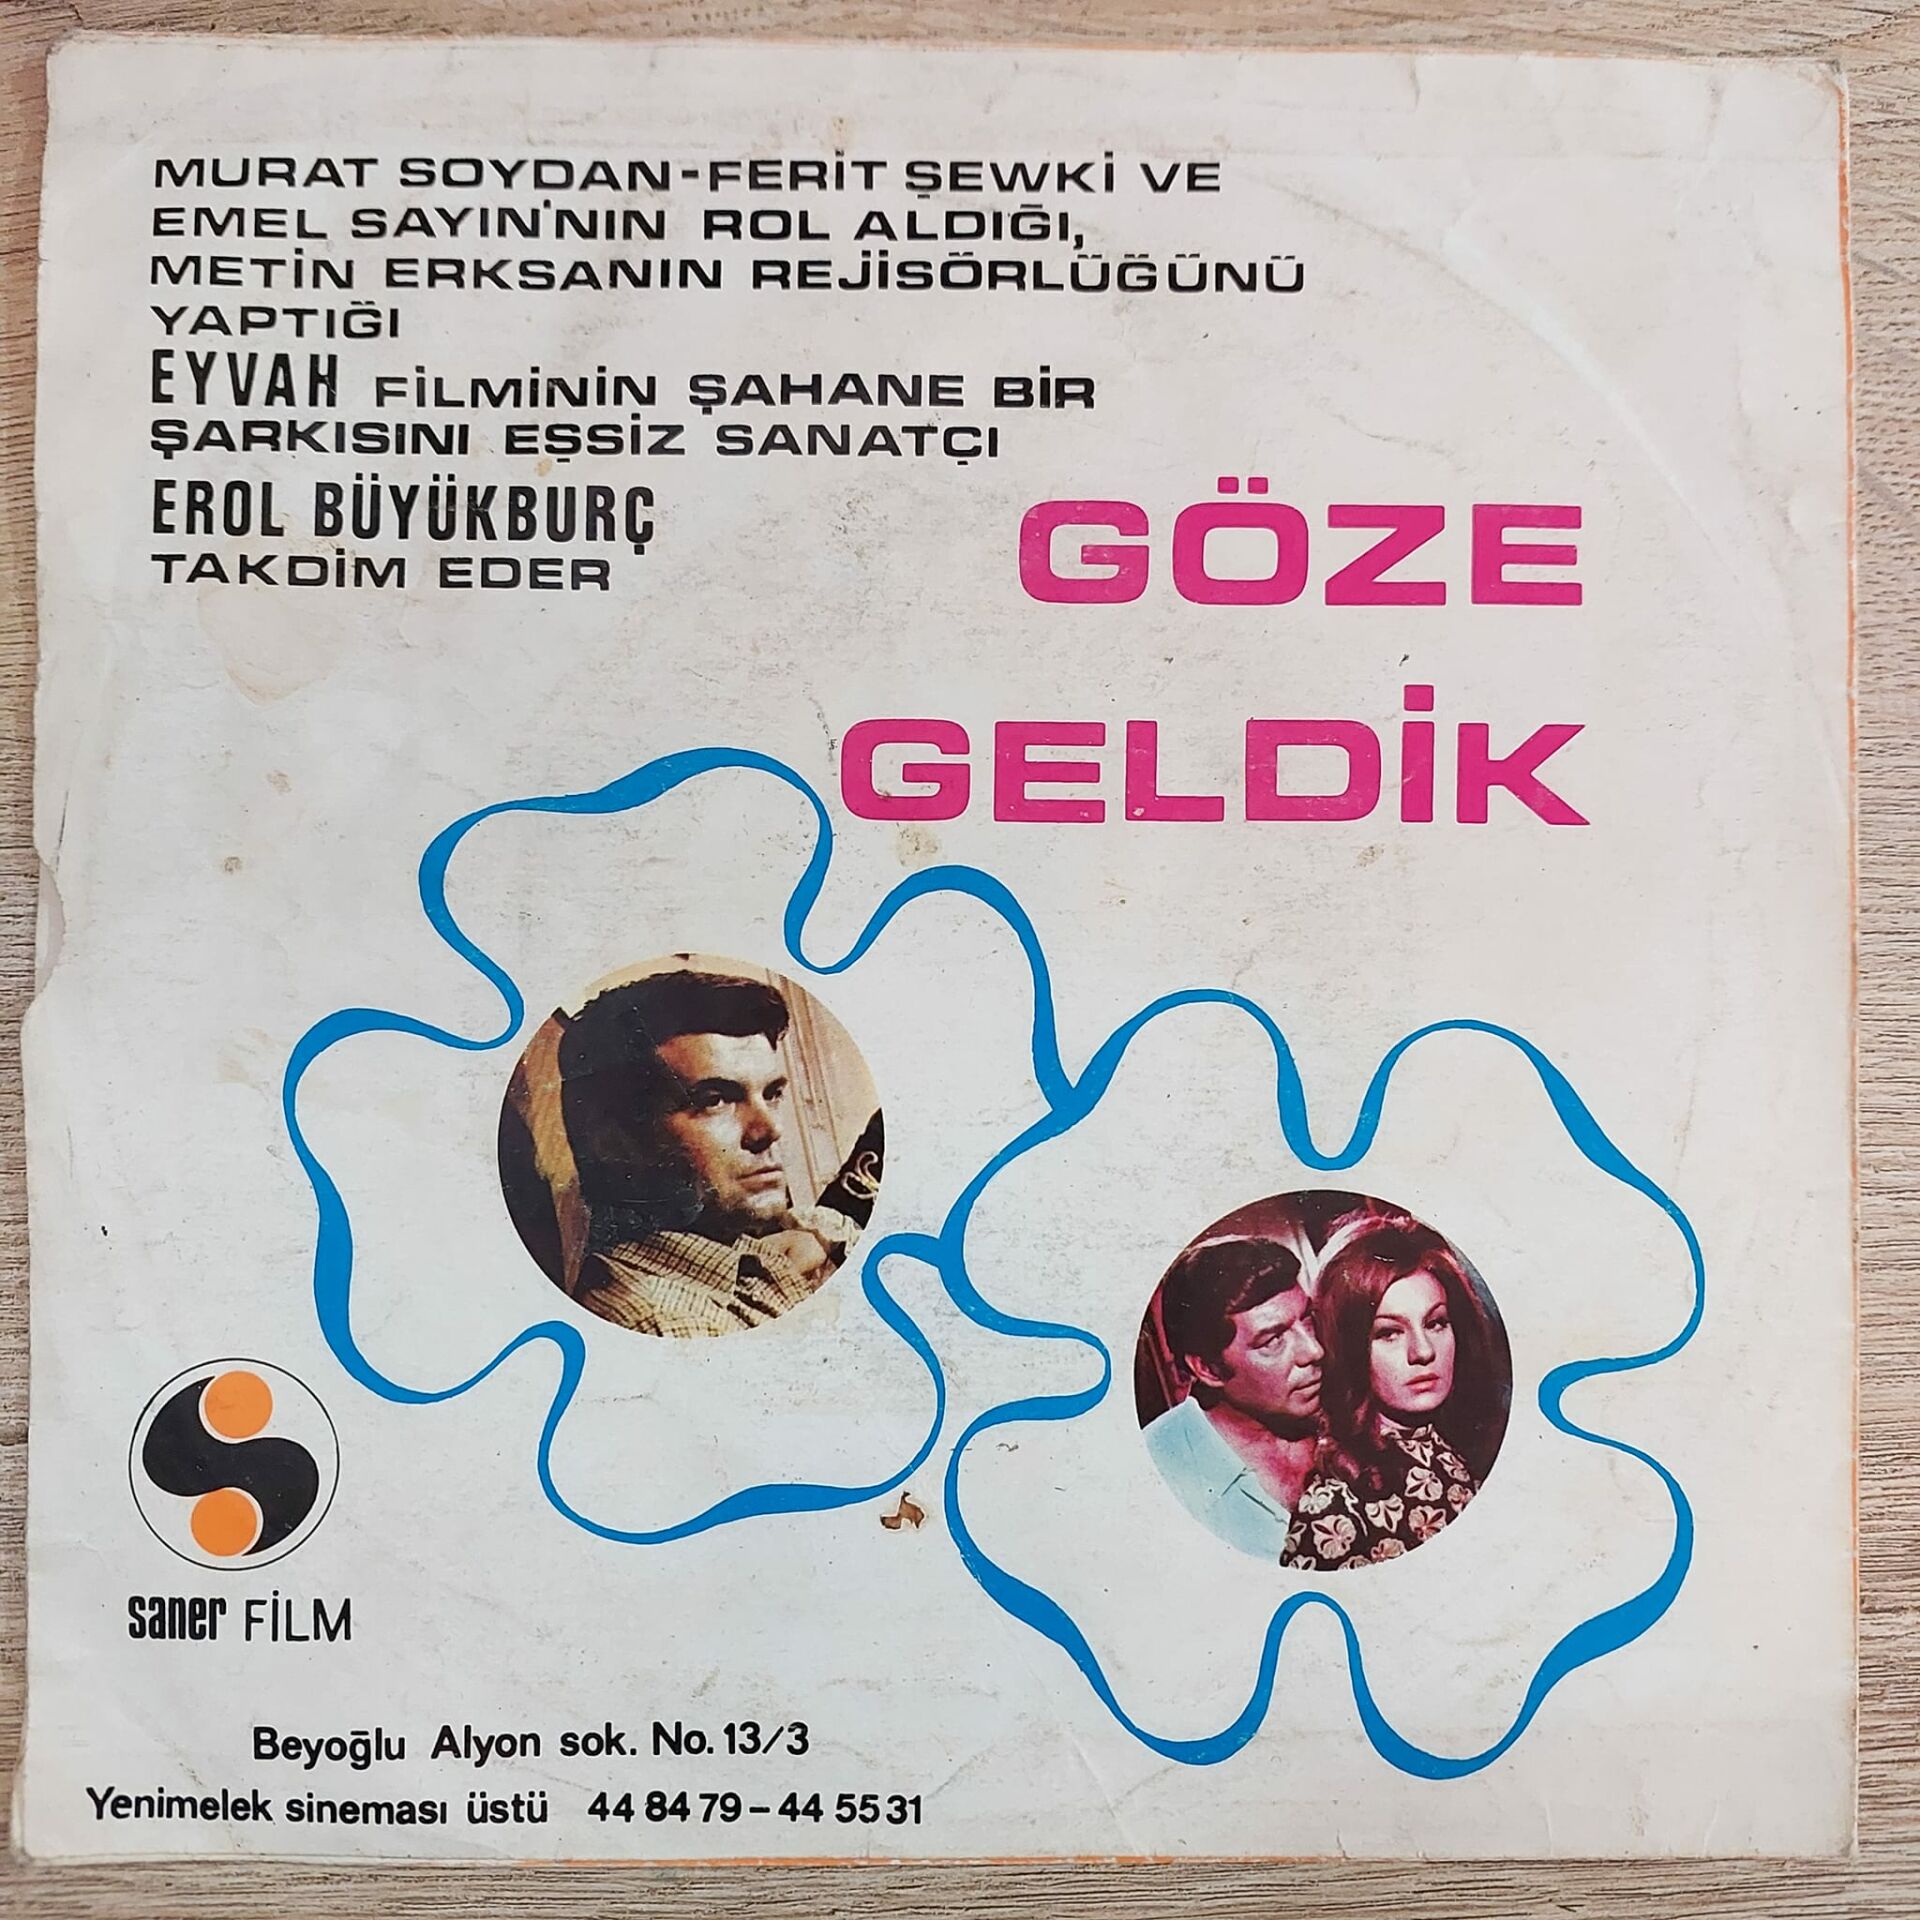 MURAT SOYDAN-FERİT ŞEWKİ VE
EMEL SAYIN'NIN ROL ALDIĞI,
METİN ERKSANIN REJİSÖRLÜĞÜNÜ
YAPTIĞI
EYVAH FİLMİNİN ŞAHANE BİR
ŞARKISINI EŞSİZ SANATÇI
EROL BÜYÜKBURÇ
TAKDİM EDER
GÖZE
GELDİK
saner FİLM
Beyoğlu Alyon sok. No. 13/3
Yenimelek sineması üstü 44 84 79 - 44 55 31